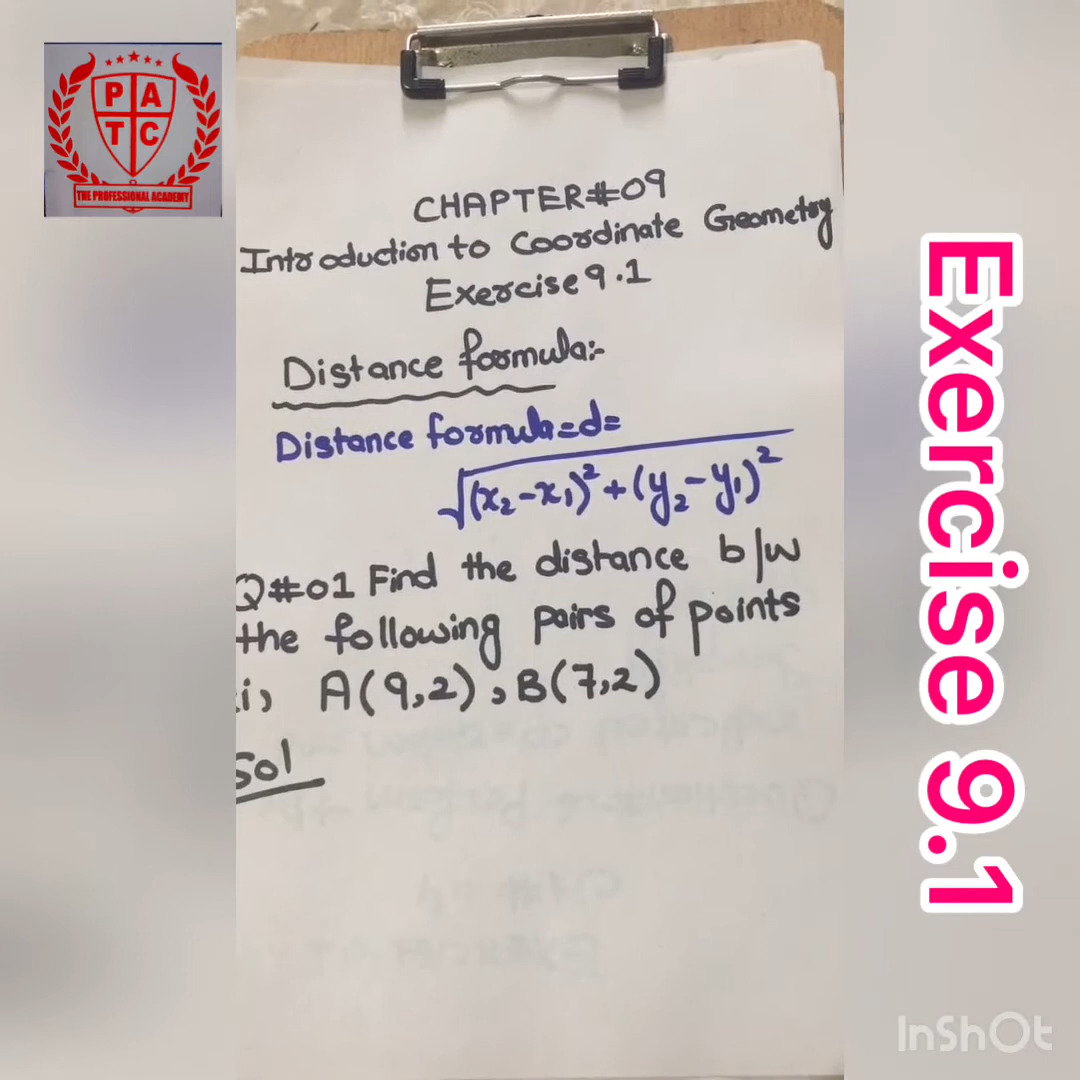 P A
T C
THE PROFESSIONAL ACADEMY
CHAPTER#09
Introduction to Coordinate Geometry
Exercise 9.1
Distance formula:-
Distance formula=d=
√(x₂-x₁)²+(y₂-y₁)²
Q#01 Find the distance b/w
the following pairs of points
i, A(9,2), B(7,2)
Sol
Exercise 9.1
InShOt